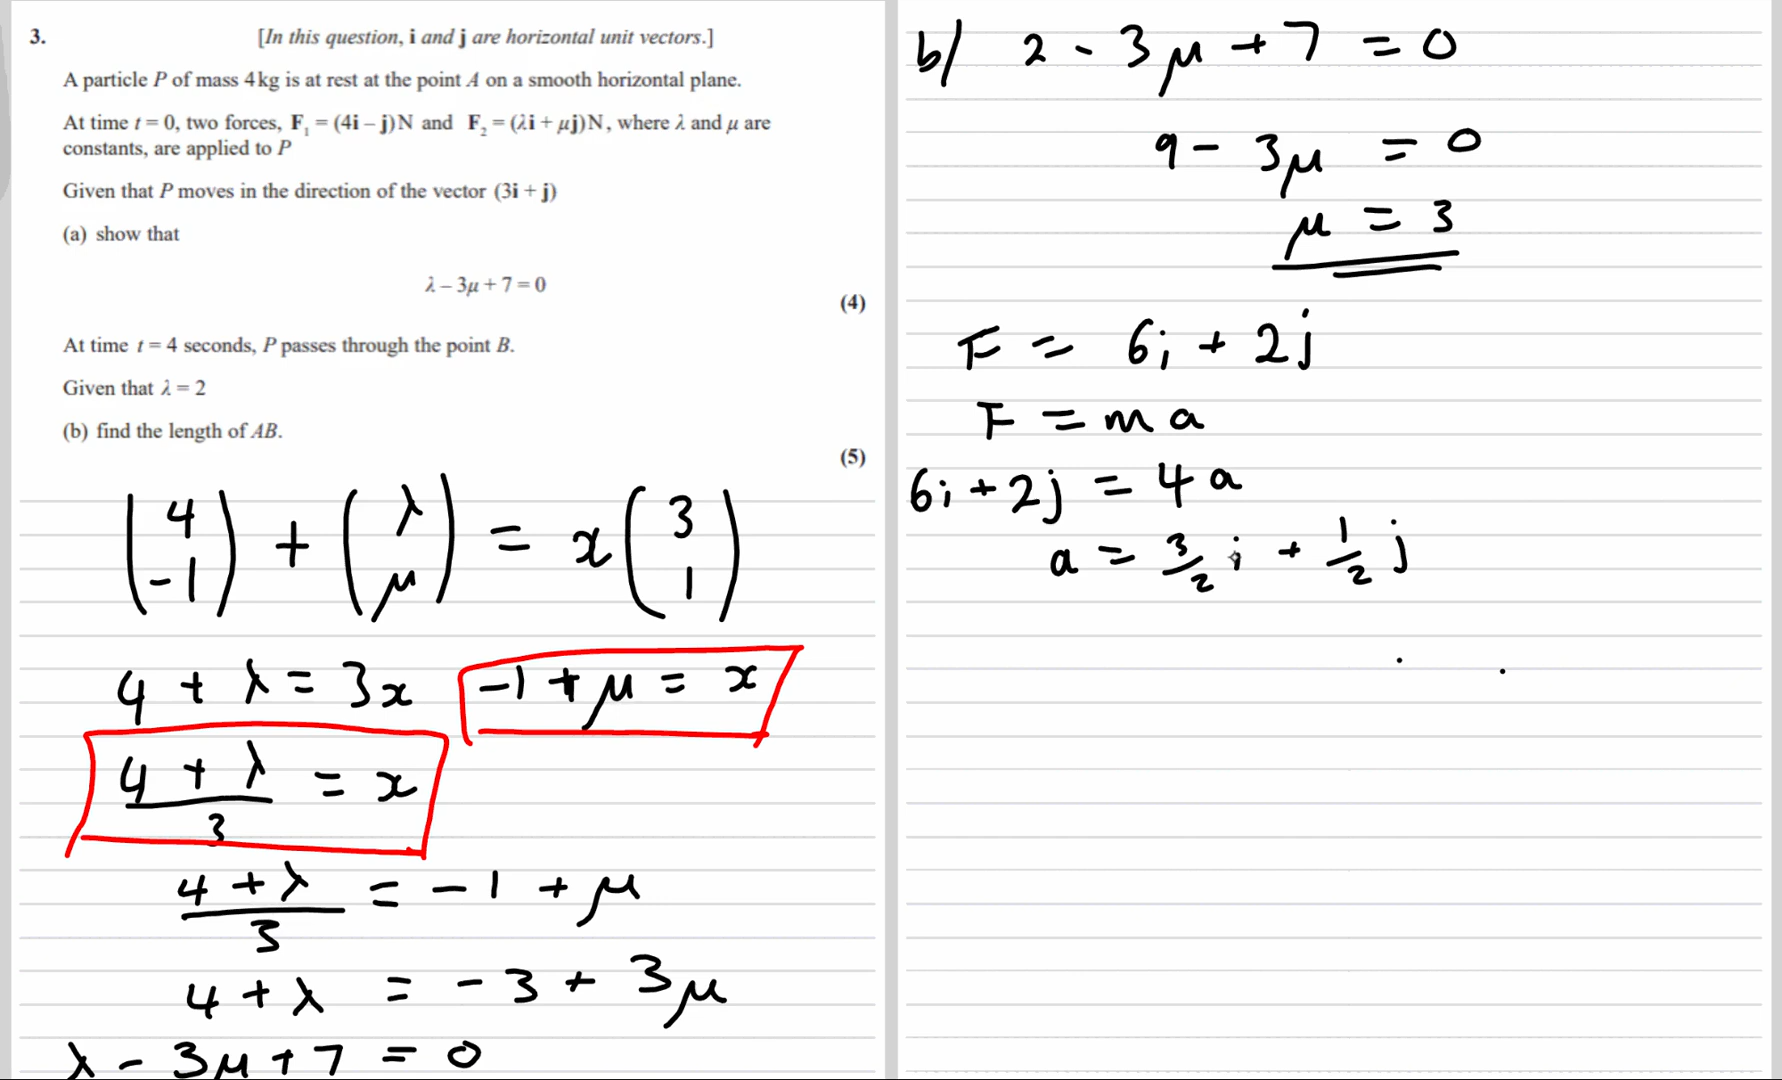 3. [In this question, i and j are horizontal unit vectors.]
A particle P of mass 4 kg is at rest at the point A on a smooth horizontal plane.
At time t = 0, two forces, F₁ = (4i – j) N and F₂ = (λi + μj) N, where λ and μ are
constants, are applied to P
Given that P moves in the direction of the vector (3i + j)
(a) show that
λ – 3μ + 7 = 0
(4)
At time t = 4 seconds, P passes through the point B.
Given that λ = 2
(b) find the length of AB.
(5)
(4 -1) + (λ μ) = x (3 1)
4 + λ = 3x   -1 + μ = x
(4 + λ)/3 = x
(4 + λ)/3 = -1 + μ
4 + λ = -3 + 3μ
λ - 3μ + 7 = 0
b) 2 - 3μ + 7 = 0
9 - 3μ = 0
μ = 3
F = 6i + 2j
F = ma
6i + 2j = 4a
a = 3/2 i + 1/2 j